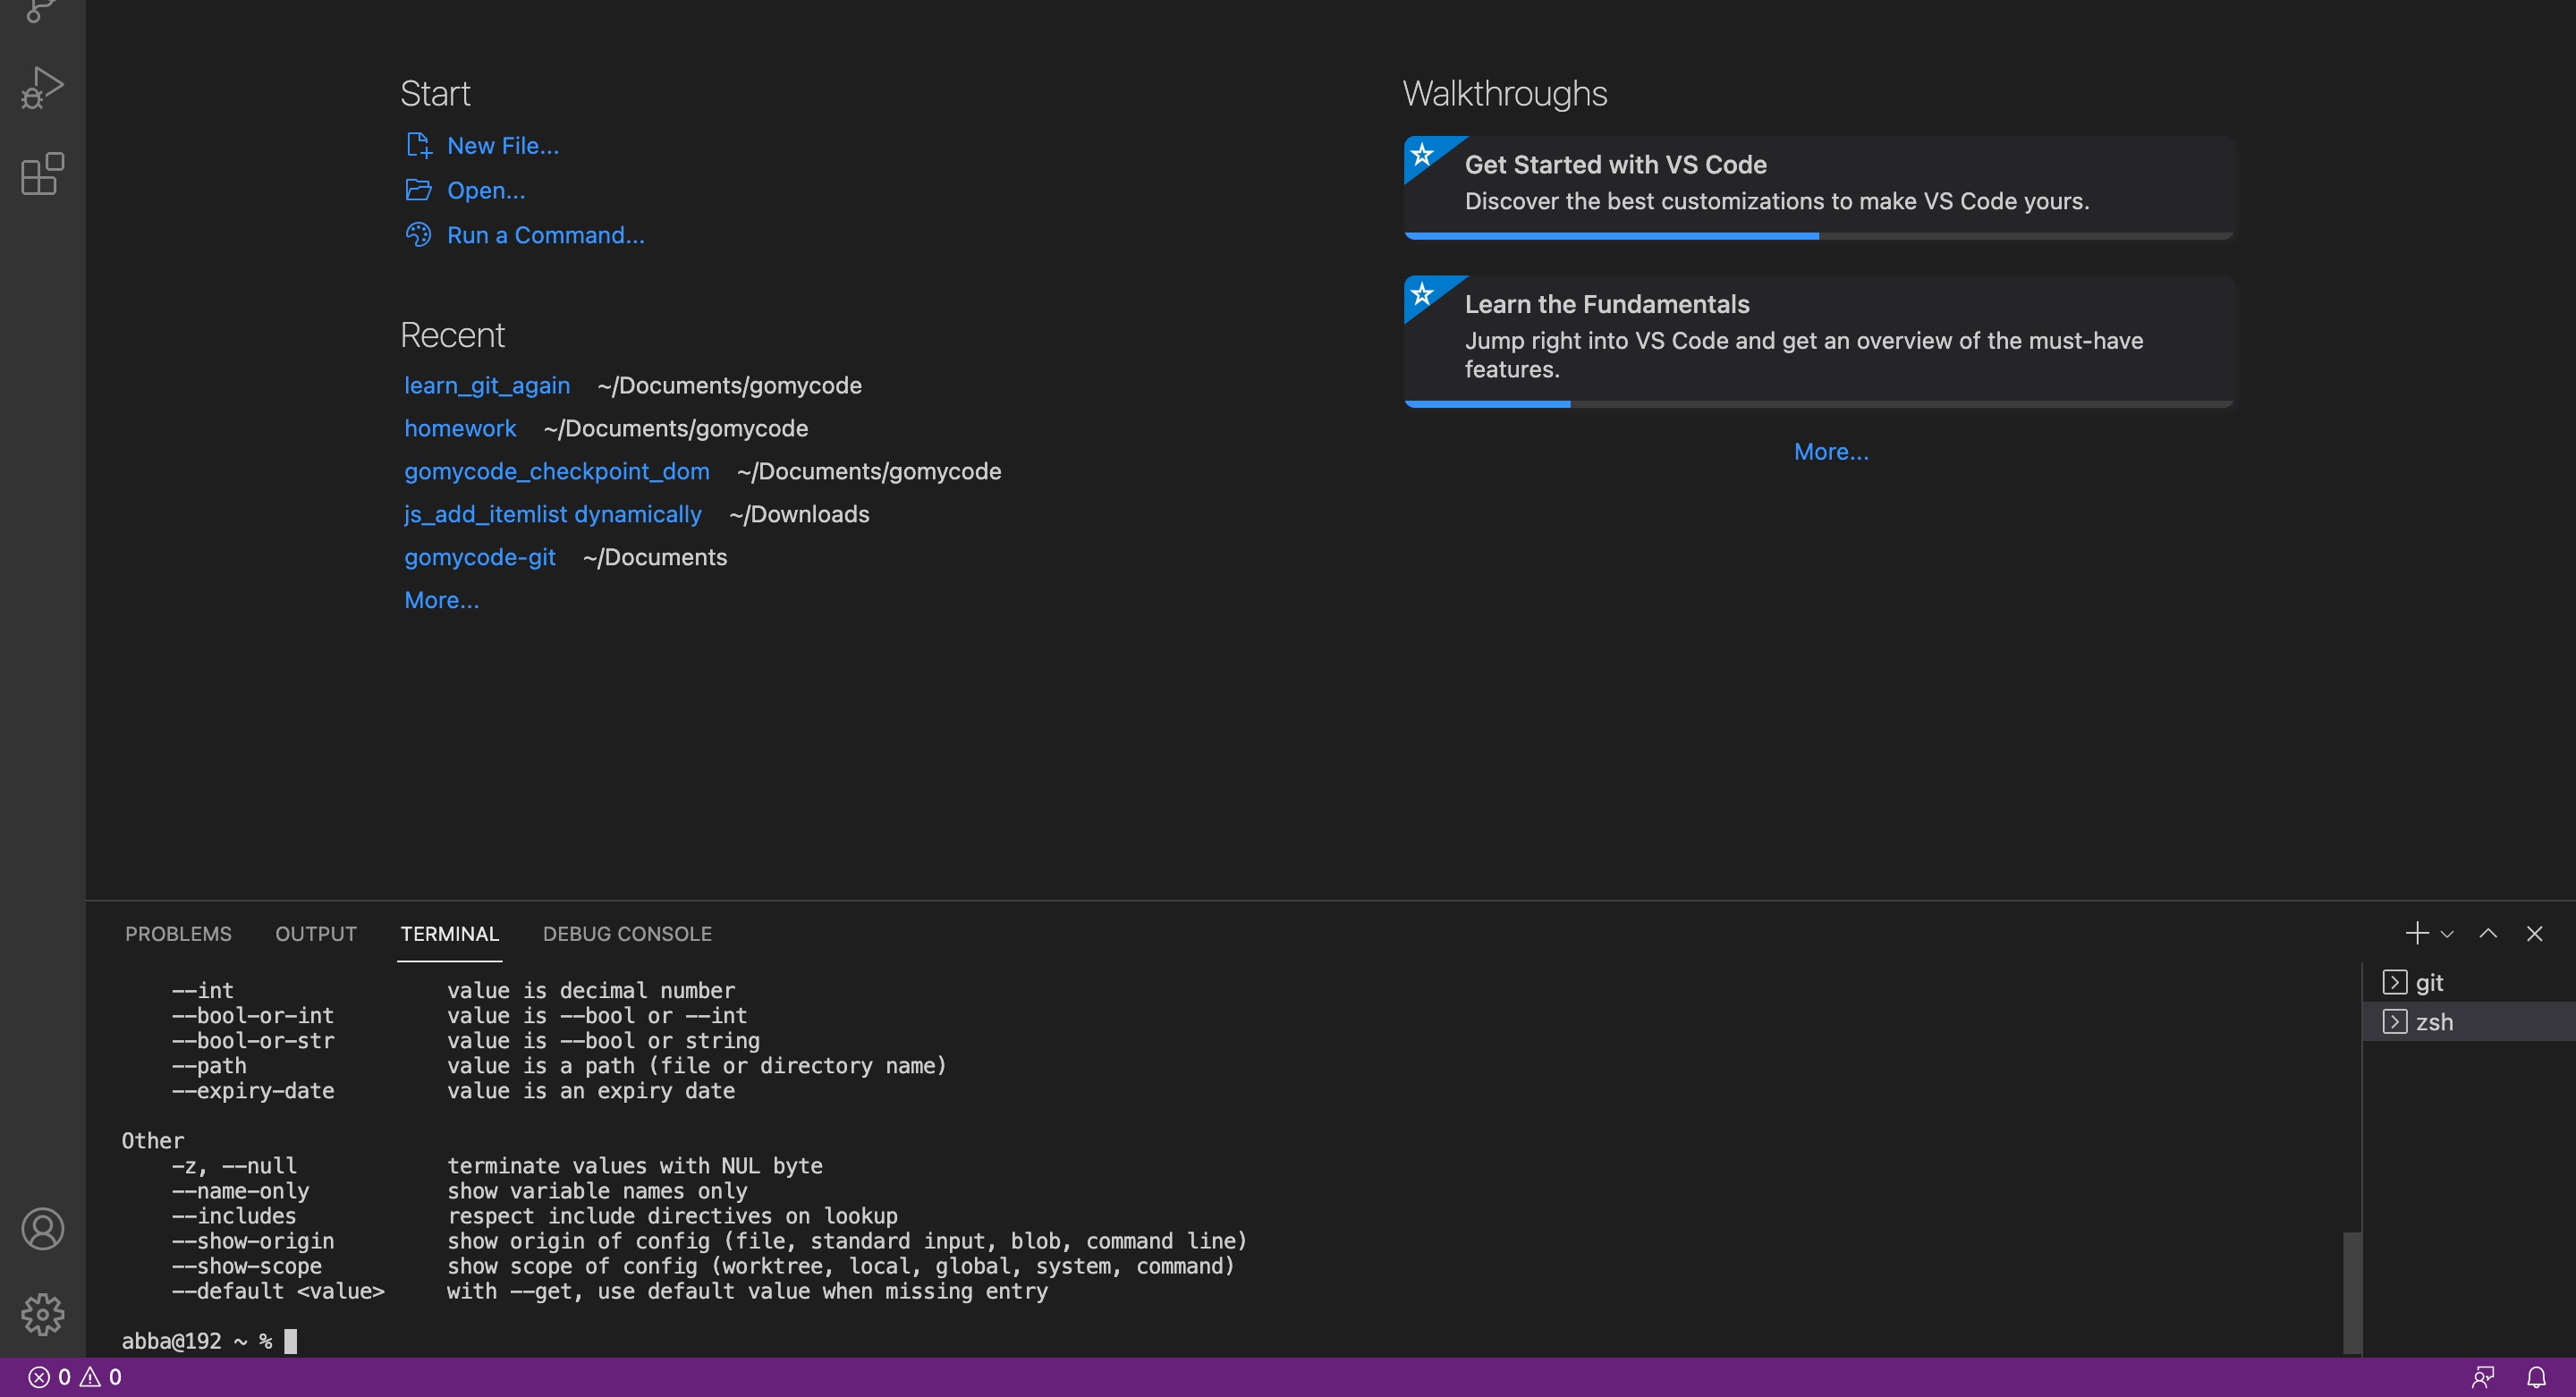 Start
New File...
Open...
Run a Command...
Recent
learn_git_again ~/Documents/gomycode
homework ~/Documents/gomycode
gomycode_checkpoint_dom ~/Documents/gomycode
js_add_itemlist dynamically ~/Downloads
gomycode-git ~/Documents
More...
Walkthroughs
Get Started with VS Code
Discover the best customizations to make VS Code yours.
Learn the Fundamentals
Jump right into VS Code and get an overview of the must-have
features.
More...
PROBLEMS OUTPUT TERMINAL DEBUG CONSOLE
--int value is decimal number
--bool-or-int value is --bool or --int
--bool-or-str value is --bool or string
--path value is a path (file or directory name)
--expiry-date value is an expiry date
Other
-z, --null terminate values with NUL byte
--name-only show variable names only
--includes respect include directives on lookup
--show-origin show origin of config (file, standard input, blob, command line)
--show-scope show scope of config (worktree, local, global, system, command)
--default <value> with --get, use default value when missing entry
abba@192 ~ %
git
zsh
0 0